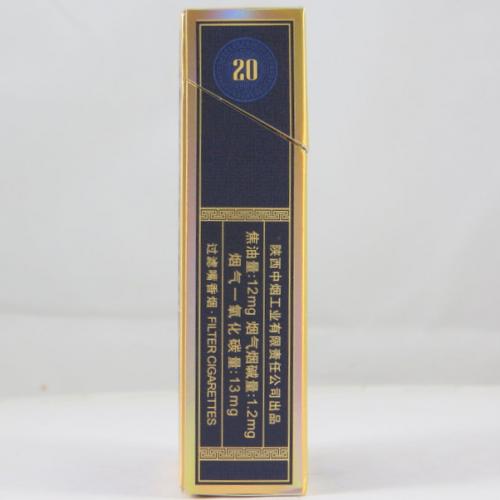 20
陕西中烟工业有限责任公司出品
焦油量:12mg 烟气烟碱量:1.2mg
烟气一氧化碳量:13mg
过滤嘴香烟·FILTER CIGARETTES